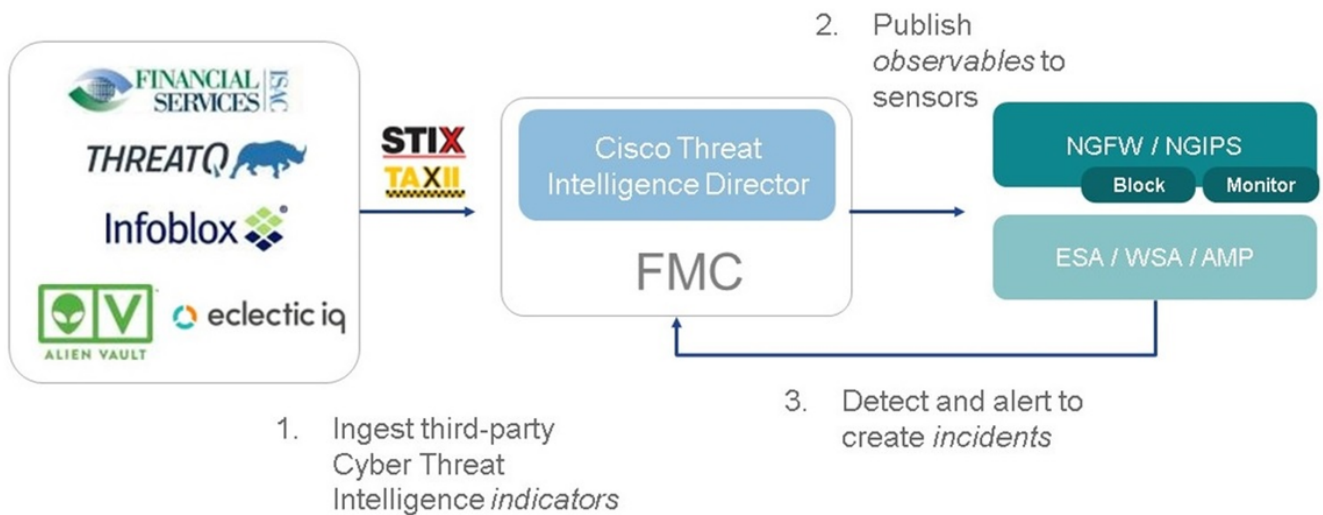 FINANCIAL
SERVICES
ISAC
THREATQ
Infoblox ®
ALIEN VAULT
eclectic iq
STIX
TAXII
1. Ingest third-party
Cyber Threat
Intelligence indicators
Cisco Threat
Intelligence Director
FMC
2. Publish
observables to
sensors
NGFW / NGIPS
Block
Monitor
ESA / WSA / AMP
3. Detect and alert to
create incidents